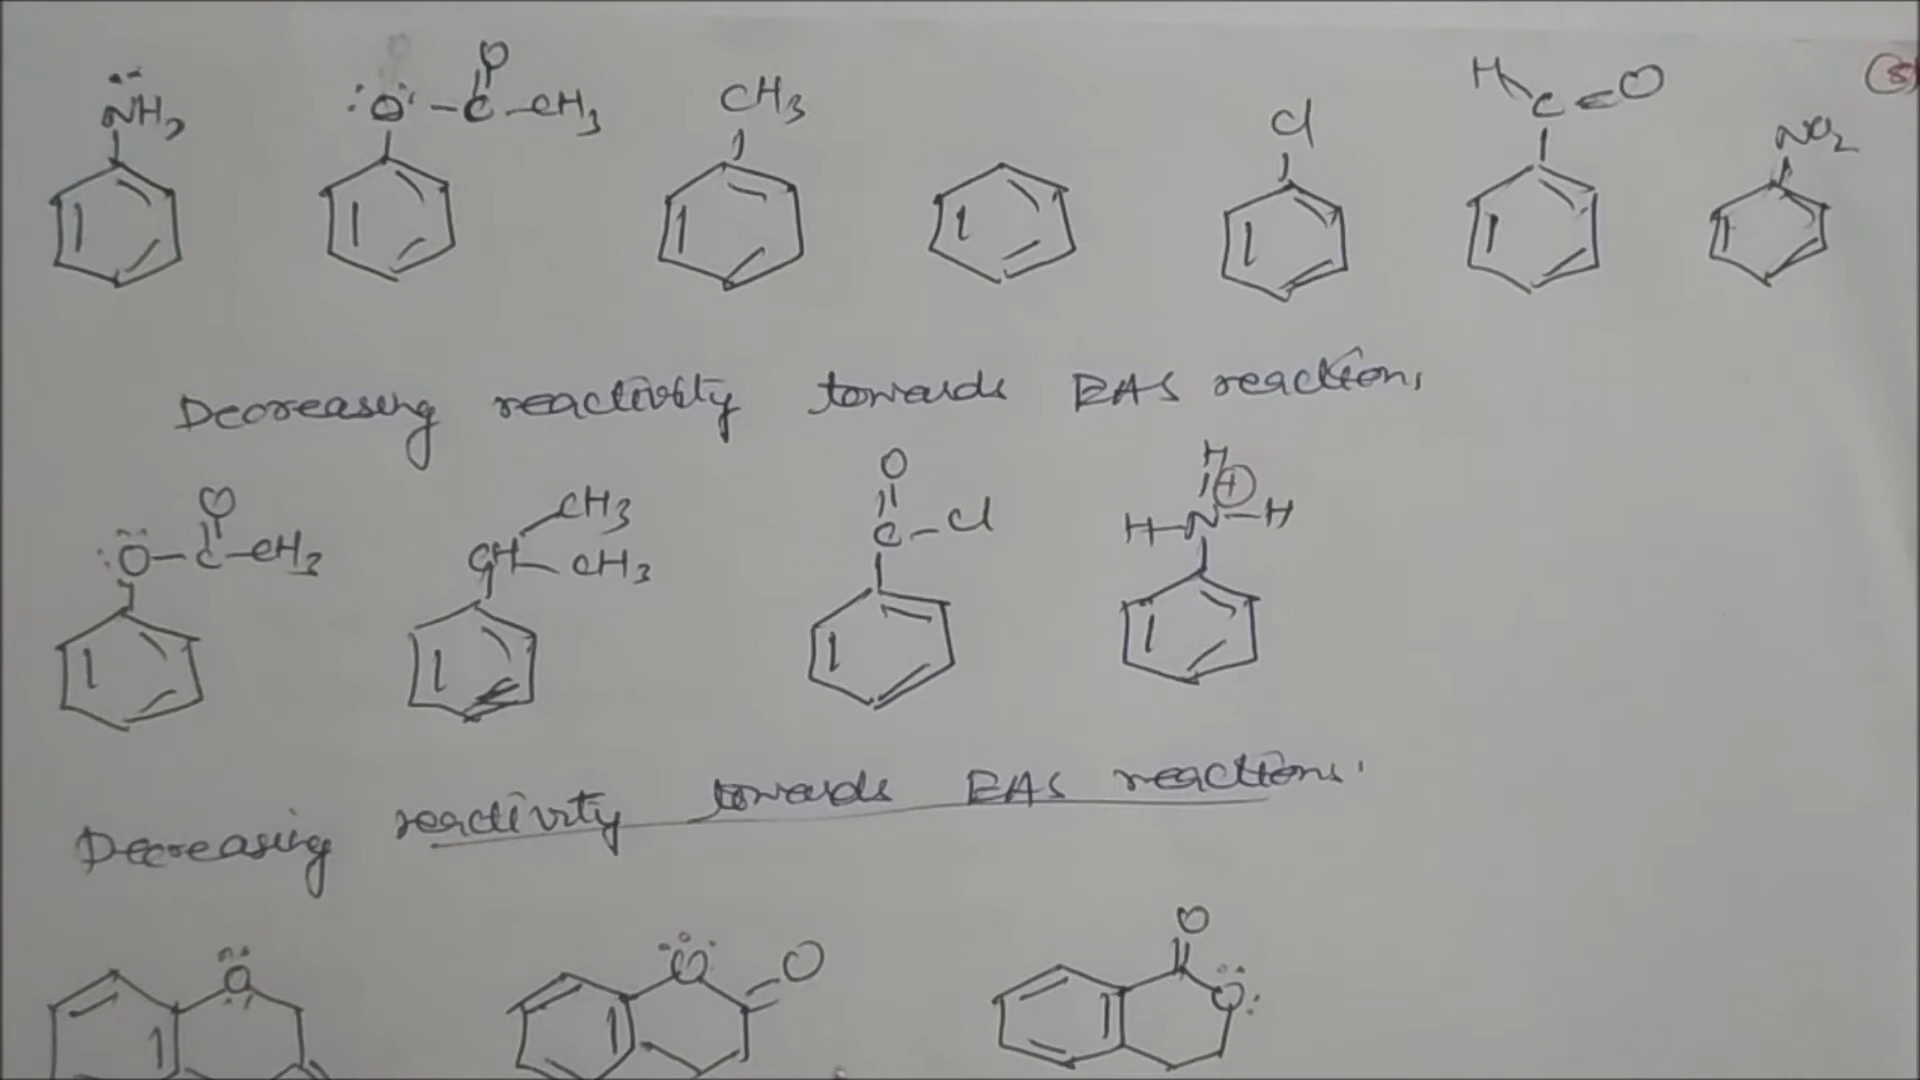 NH2 :O: – C – CH3 CH3 Cl H C=O NO2 (5)
O
Decreasing reactivity towards EAS reactions
:O – C – CH3 CH – CH3 C – Cl H – N – H
O CH3 O H +
Decreasing reactivity towards EAS reactions.
O O O O O